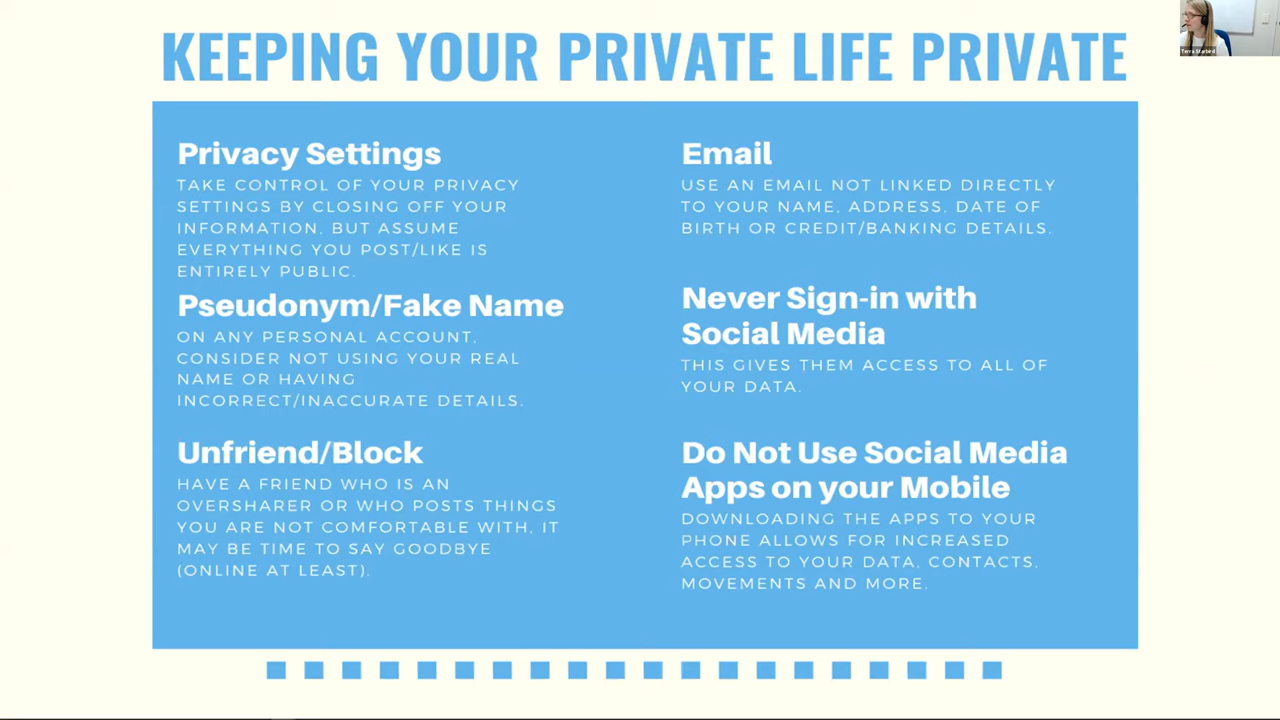 KEEPING YOUR PRIVATE LIFE PRIVATE
Privacy Settings
TAKE CONTROL OF YOUR PRIVACY
SETTINGS BY CLOSING OFF YOUR
INFORMATION, BUT ASSUME
EVERYTHING YOU POST/LIKE IS
ENTIRELY PUBLIC.
Pseudonym/Fake Name
ON ANY PERSONAL ACCOUNT,
CONSIDER NOT USING YOUR REAL
NAME OR HAVING
INCORRECT/INACCURATE DETAILS.
Unfriend/Block
HAVE A FRIEND WHO IS AN
OVERSHARER OR WHO POSTS THINGS
YOU ARE NOT COMFORTABLE WITH, IT
MAY BE TIME TO SAY GOODBYE
(ONLINE AT LEAST).
Email
USE AN EMAIL NOT LINKED DIRECTLY
TO YOUR NAME, ADDRESS, DATE OF
BIRTH OR CREDIT/BANKING DETAILS.
Never Sign-in with
Social Media
THIS GIVES THEM ACCESS TO ALL OF
YOUR DATA.
Do Not Use Social Media
Apps on your Mobile
DOWNLOADING THE APPS TO YOUR
PHONE ALLOWS FOR INCREASED
ACCESS TO YOUR DATA, CONTACTS,
MOVEMENTS AND MORE.
Terra Starbird